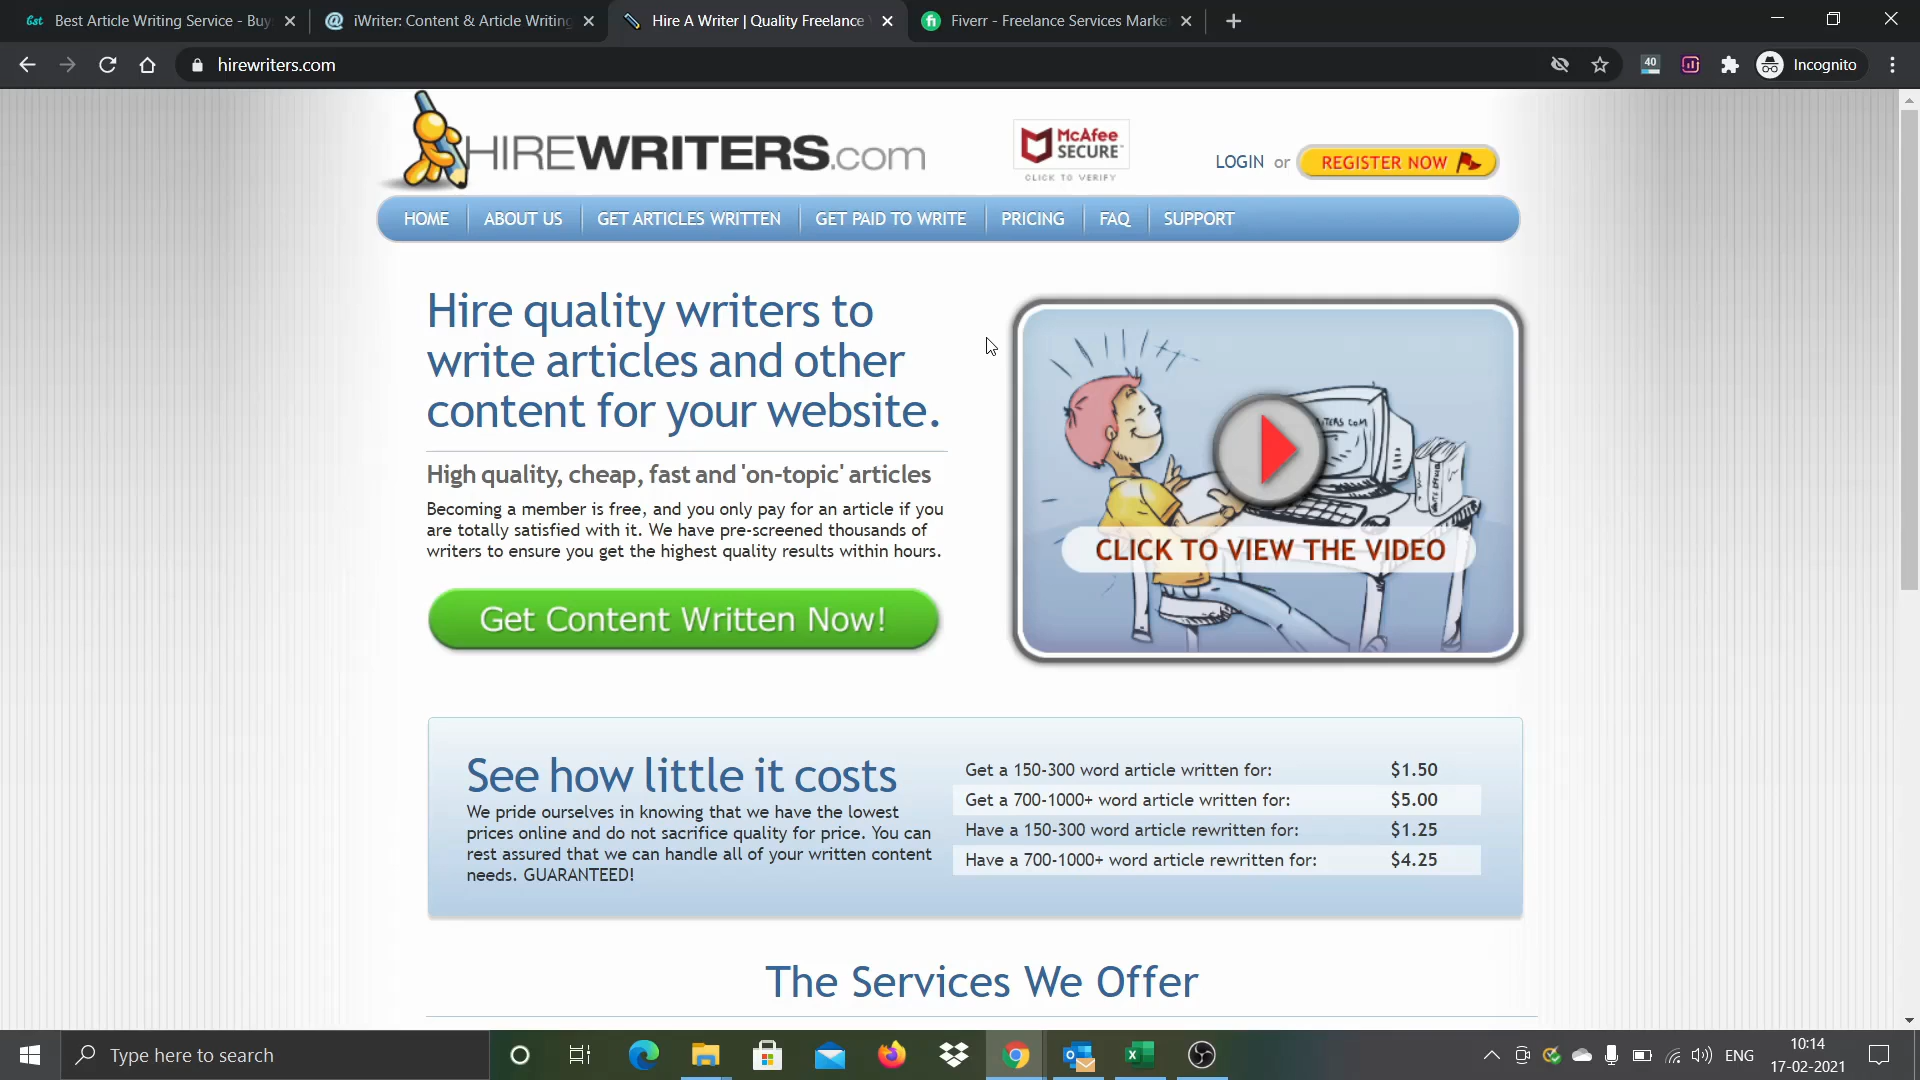 6st Best Article Writing Service - Buy
iWriter: Content & Article Writing
Hire A Writer | Quality Freelance
Fiverr - Freelance Services Marke
hirewriters.com
40
Incognito
HIREWRITERS.com
McAfee
SECURE™
CLICK TO VERIFY
LOGIN or REGISTER NOW
HOME ABOUT US GET ARTICLES WRITTEN GET PAID TO WRITE PRICING FAQ SUPPORT
Hire quality writers to
write articles and other
content for your website.
High quality, cheap, fast and 'on-topic' articles
Becoming a member is free, and you only pay for an article if you
are totally satisfied with it. We have pre-screened thousands of
writers to ensure you get the highest quality results within hours.
Get Content Written Now!
CLICK TO VIEW THE VIDEO
See how little it costs
We pride ourselves in knowing that we have the lowest
prices online and do not sacrifice quality for price. You can
rest assured that we can handle all of your written content
needs. GUARANTEED!
Get a 150-300 word article written for: $1.50
Get a 700-1000+ word article written for: $5.00
Have a 150-300 word article rewritten for: $1.25
Have a 700-1000+ word article rewritten for: $4.25
The Services We Offer
Type here to search
ENG
10:14
17-02-2021